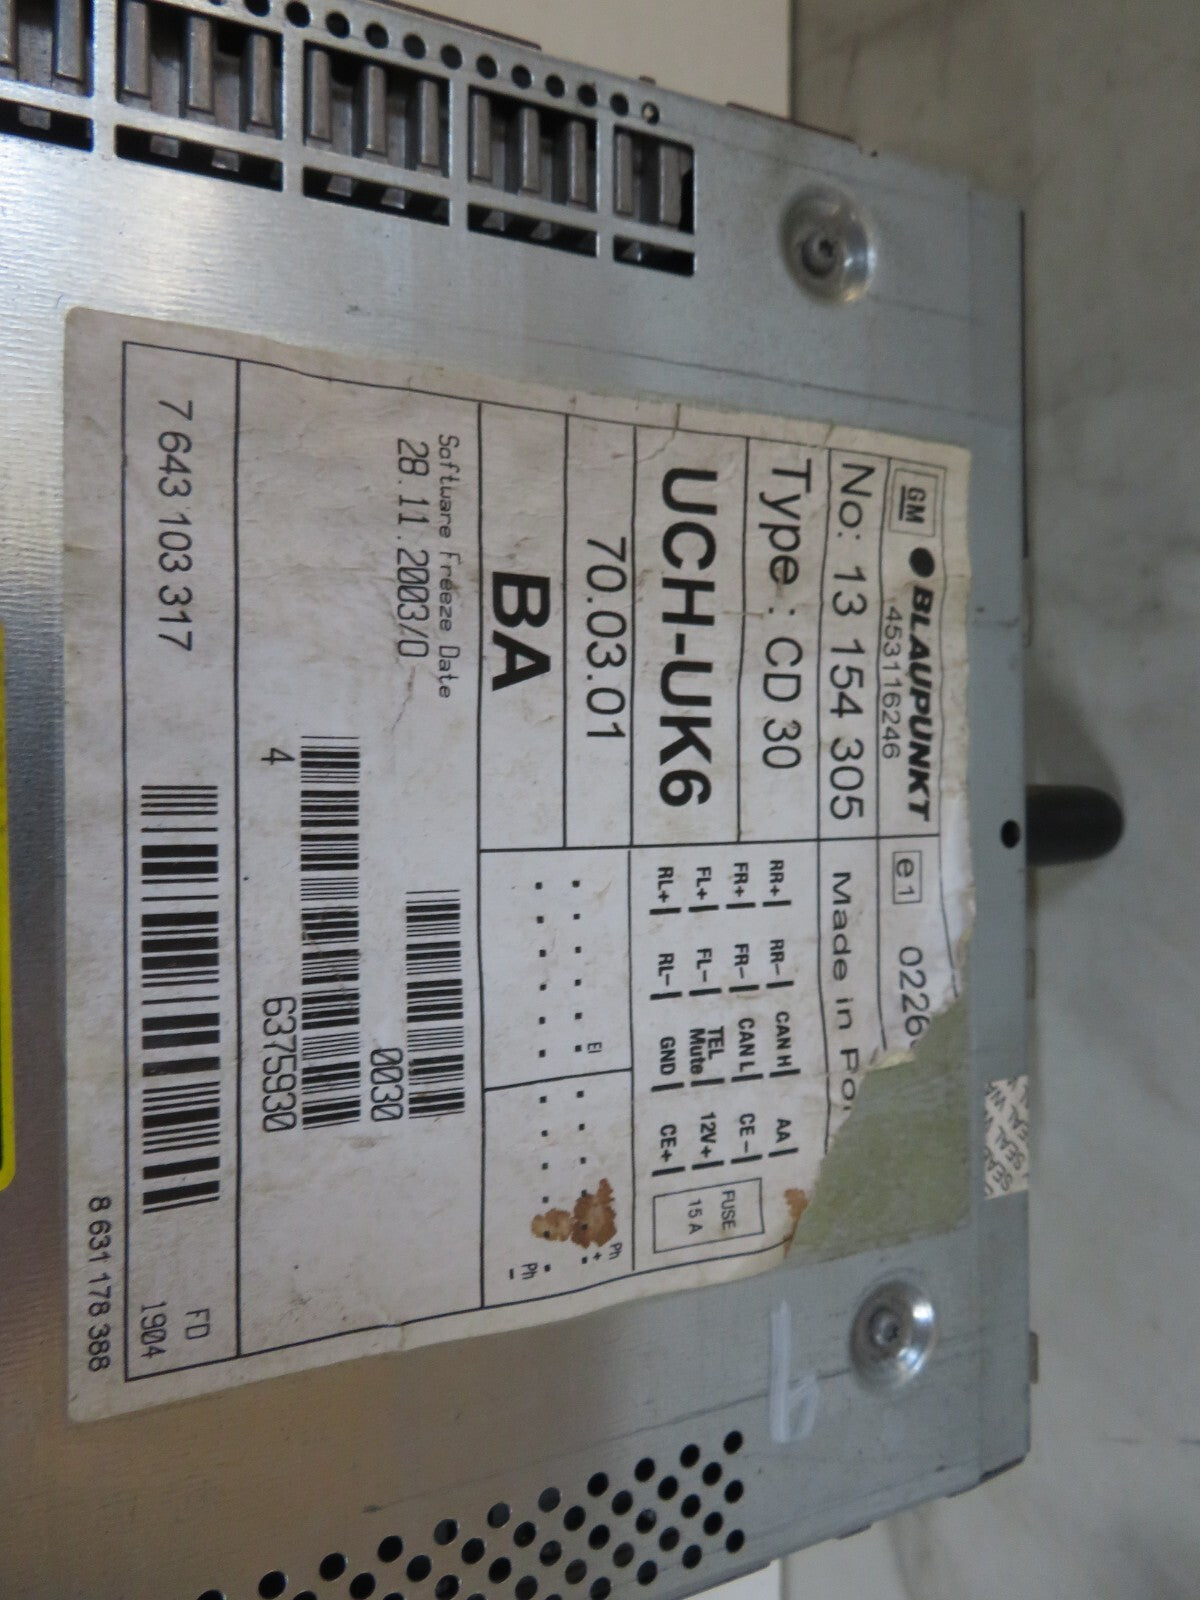 GM BLAUPUNKT
453116246
e1
No: 13 154 305
Made in
Type : CD 30
UCH-UK6
70.03.01
BA
RR+ RR- CAN H AA
FR+ FR- CAN L CE-
FL+ FL- TEL Mute 12V+
RL+ RL- GND CE+
FUSE
15 A
El
Ph
+
Ph
-
Software Freeze Date
28.11.2003/0
0030
4 6375930
7 643 103 317
FD
1904
8 631 178 388